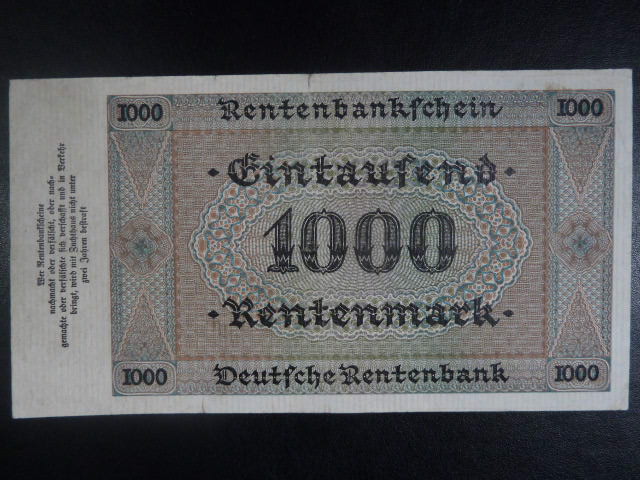 1000 Rentenbankſchein 1000
· Eintauſend ·
1000
· Rentenmark ·
1000 Deutſche Rentenbank 1000
Wer Rentenbankſcheine
nachmacht oder verfälſcht, oder nach=
gemachte oder verfälſchte ſich verſchafft und in Verkehr
bringt, wird mit Zuchthaus nicht unter
zwei Jahren beſtraft